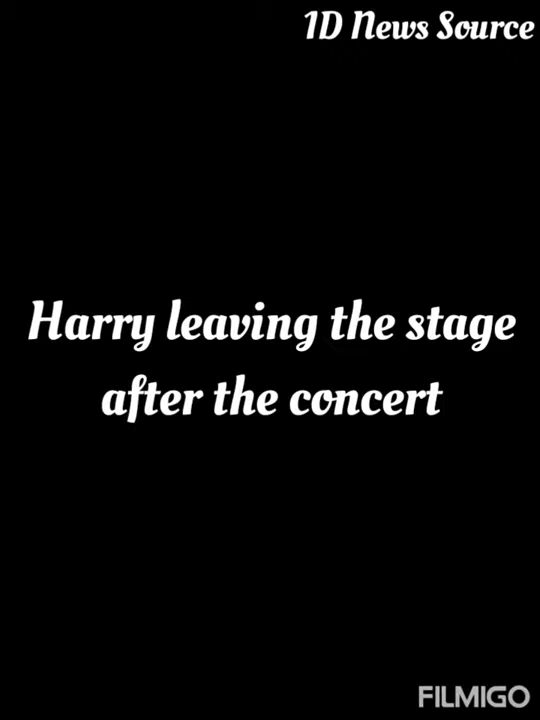 1D News Source
Harry leaving the stage
after the concert
FILMIGO